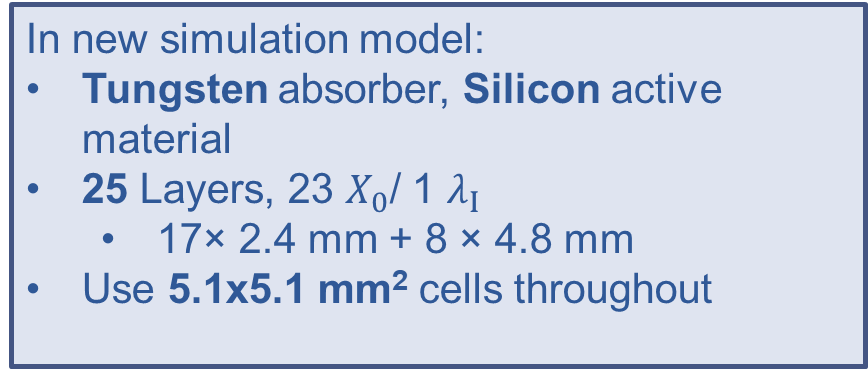 In new simulation model:
• Tungsten absorber, Silicon active
material
• 25 Layers, 23 X₀/ 1 λ_I
• 17× 2.4 mm + 8 × 4.8 mm
• Use 5.1x5.1 mm² cells throughout